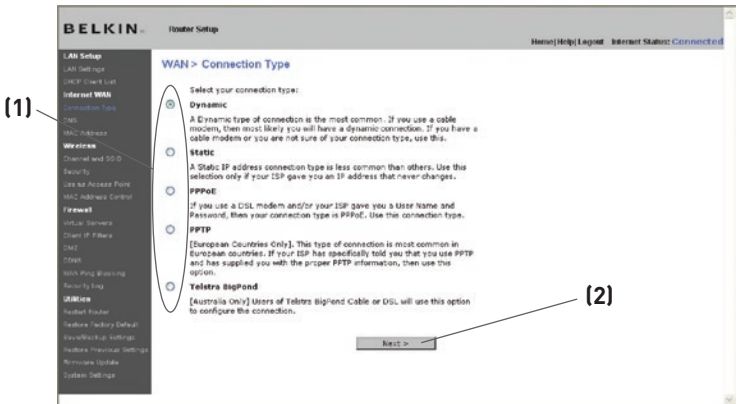 BELKIN
Router Setup
Home|Help|Logout Internet Status: Connected
LAN Setup
LAN Settings
DHCP Client List
Internet WAN
Connection Type
DNS
MAC Address
Wireless
Channel and SSID
Security
Use as Access Point
MAC Address Control
Firewall
Virtual Servers
Client IP Filters
DMZ
DDNS
WAN Ping Blocking
Security Log
Utilities
Restart Router
Restore Factory Default
Save/Backup Settings
Restore Previous Settings
Firmware Update
System Settings
WAN > Connection Type
Select your connection type:
Dynamic
A Dynamic type of connection is the most common. If you use a cable
modem, then most likely you will have a dynamic connection. If you have a
cable modem or you are not sure of your connection type, use this.
Static
A Static IP address connection type is less common than others. Use this
selection only if your ISP gave you an IP address that never changes.
PPPoE
If you use a DSL modem and/or your ISP gave you a User Name and
Password, then your connection type is PPPoE. Use this connection type.
PPTP
[European Countries Only]. This type of connection is most common in
European countries. If your ISP has specifically told you that you use PPTP
and has supplied you with the proper PPTP information, then use this
option.
Telstra BigPond
[Australia Only] Users of Telstra BigPond Cable or DSL will use this option
to configure the connection.
Next >
(1)
(2)